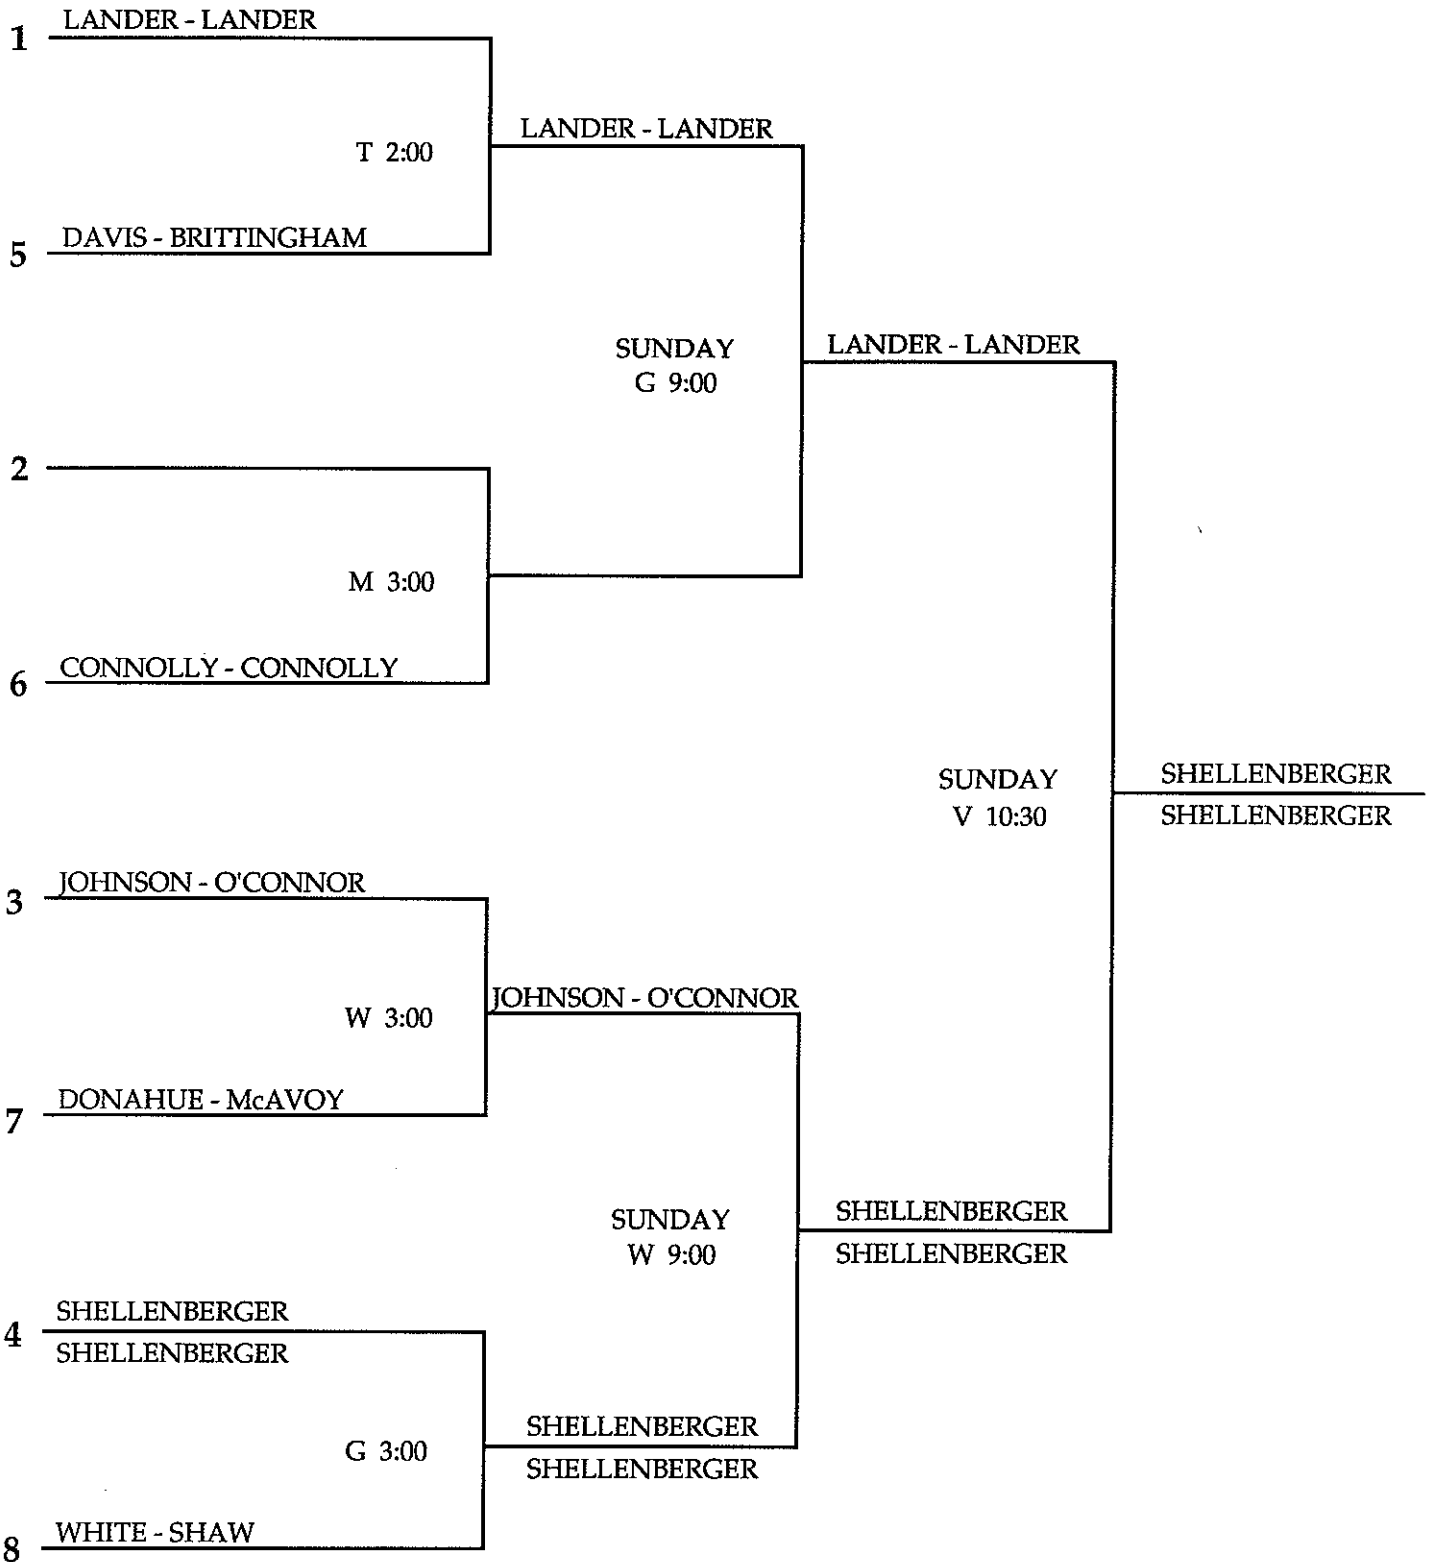 LANDER - LANDER
1
LANDER - LANDER
T 2:00
DAVIS - BRITTINGHAM
5
SUNDAY
G 9:00
LANDER - LANDER
2
M 3:00
CONNOLLY - CONNOLLY
6
SUNDAY
V 10:30
SHELLENBERGER
SHELLENBERGER
JOHNSON - O'CONNOR
3
JOHNSON - O'CONNOR
W 3:00
DONAHUE - McAVOY
7
SUNDAY
W 9:00
SHELLENBERGER
SHELLENBERGER
SHELLENBERGER
4
SHELLENBERGER
SHELLENBERGER
G 3:00
SHELLENBERGER
WHITE - SHAW
8